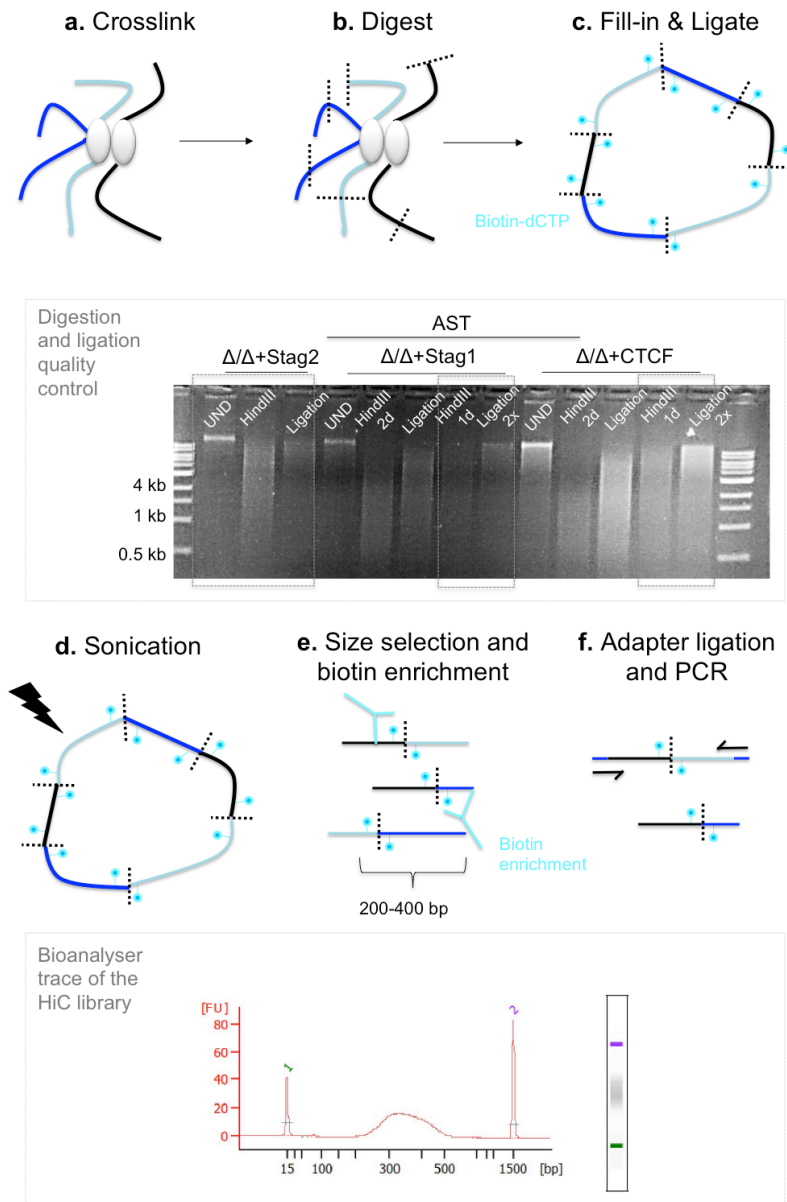 a. Crosslink
b. Digest
c. Fill-in & Ligate
Biotin-dCTP
Digestion
and ligation
quality
control
AST
Δ/Δ+Stag2
Δ/Δ+Stag1
Δ/Δ+CTCF
UND
HindIII
Ligation
UND
HindIII
2d
Ligation
HindIII
1d
Ligation
2x
UND
HindIII
2d
Ligation
HindIII
1d
Ligation
2x
4 kb
1 kb
0.5 kb
d. Sonication
e. Size selection and
biotin enrichment
f. Adapter ligation
and PCR
Biotin
enrichment
200-400 bp
Bioanalyser
trace of the
HiC library
[FU]
80
60
40
20
0
1
2
15 100 300 500 1500 [bp]